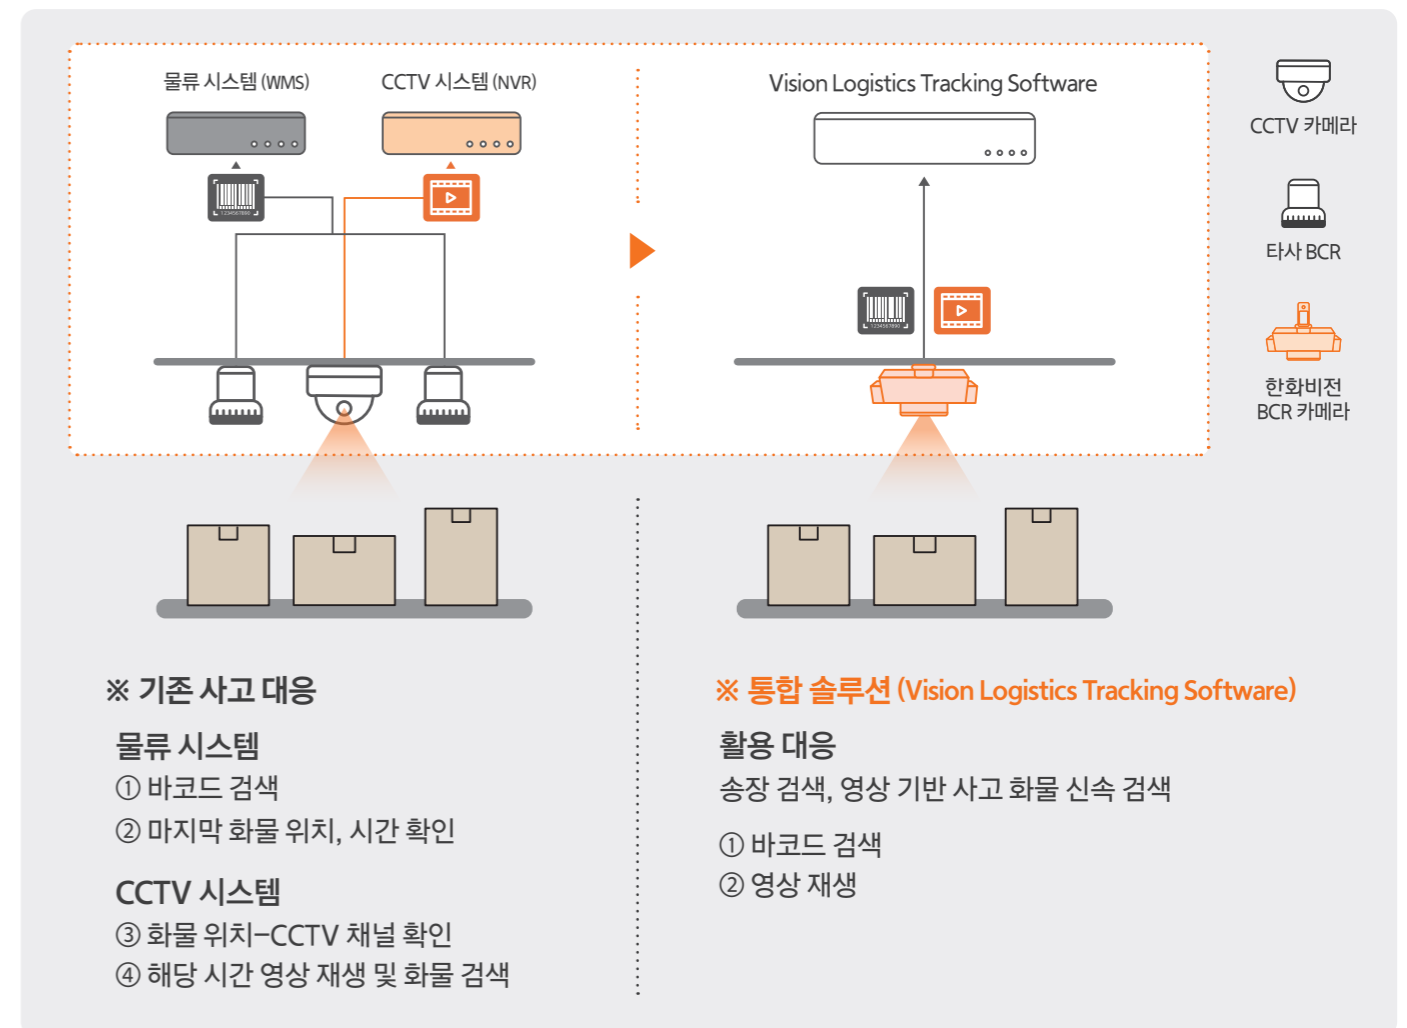 물류 시스템 (WMS)
CCTV 시스템 (NVR)
1234567890
Vision Logistics Tracking Software
1234567890
CCTV 카메라
타사 BCR
한화비전
BCR 카메라
※ 기존 사고 대응
물류 시스템
① 바코드 검색
② 마지막 화물 위치, 시간 확인
CCTV 시스템
③ 화물 위치-CCTV 채널 확인
④ 해당 시간 영상 재생 및 화물 검색
※ 통합 솔루션 (Vision Logistics Tracking Software)
활용 대응
송장 검색, 영상 기반 사고 화물 신속 검색
① 바코드 검색
② 영상 재생